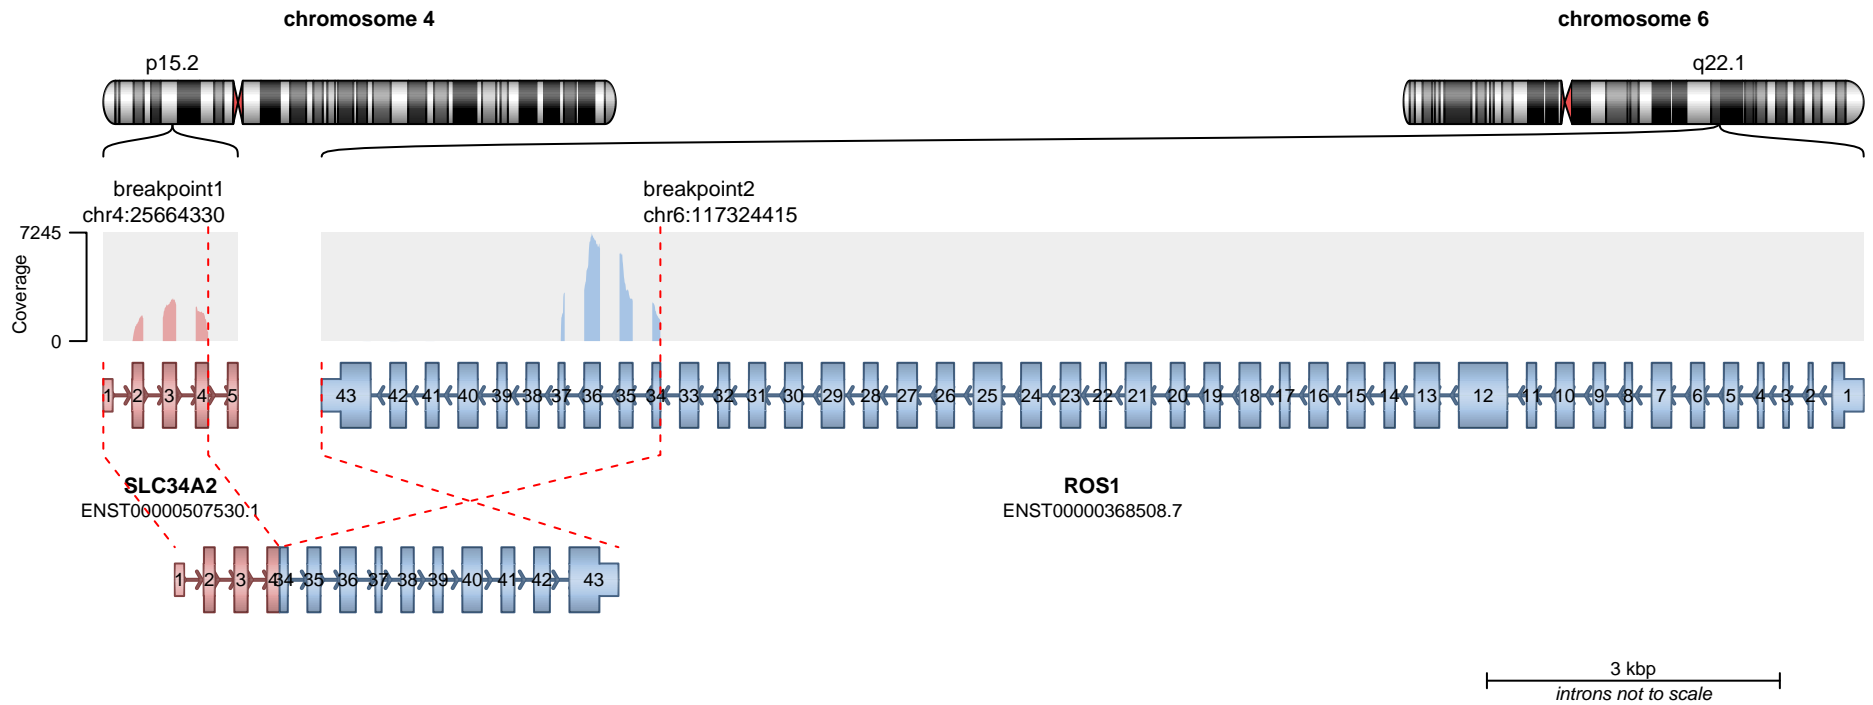 chromosome 4
chromosome 6
p15.2
q22.1
breakpoint1
chr4:25664330
breakpoint2
chr6:117324415
7245
Coverage
0
1 2 3 4 5
43 42 41 40 39 38 37 36 35 34 33 32 31 30 29 28 27 26 25 24 23 22 21 20 19 18 17 16 15 14 13 12 11 10 9 8 7 6 5 4 3 2 1
SLC34A2
ENST00000507530.1
ROS1
ENST00000368508.7
1 2 3 4 34 35 36 37 38 39 40 41 42 43
3 kbp
introns not to scale